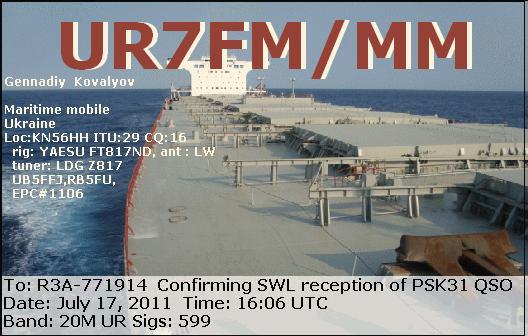 UR7FM/MM
Gennadiy Kovalyov
Maritime mobile
Ukraine
Loc:KN56HH ITU:29 CQ:16
rig: YAESU FT817ND, ant: LW
tuner: LDG Z817
UB5FFJ,RB5FU,
EPC#1106
To: R3A-771914 Confirming SWL reception of PSK31 QSO
Date: July 17, 2011 Time: 16:06 UTC
Band: 20M UR Sigs: 599